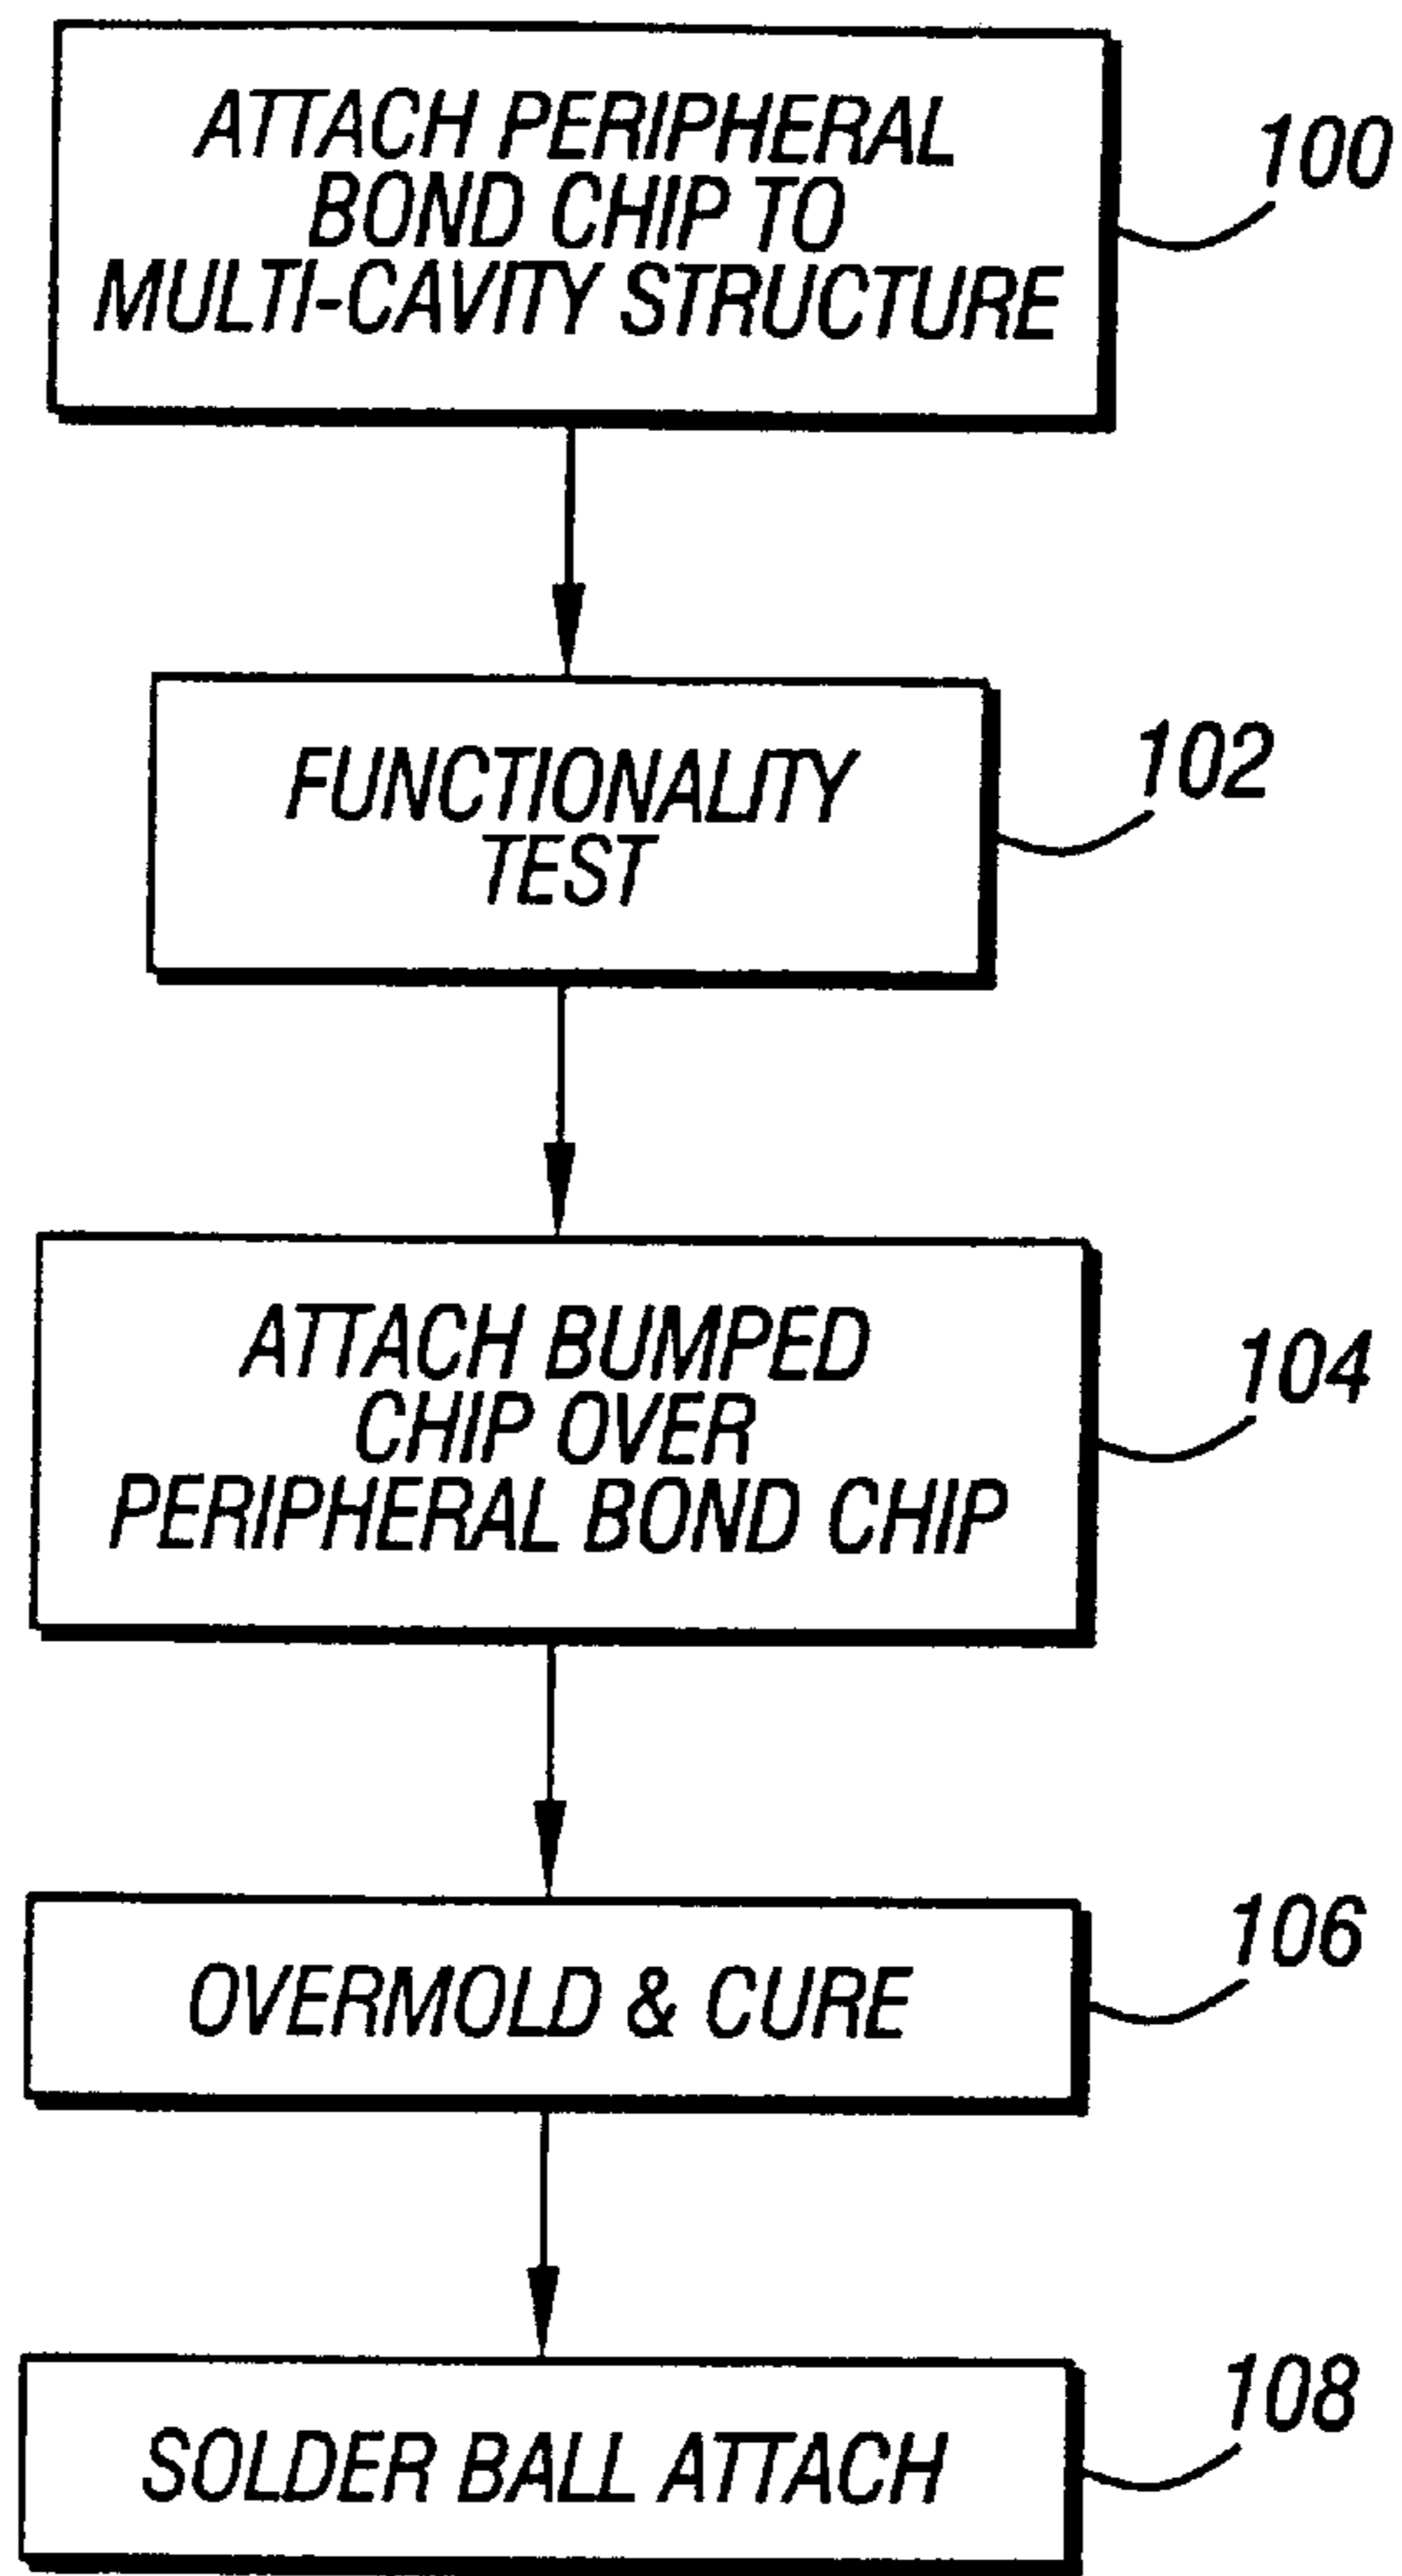 ATTACH PERIPHERAL
BOND CHIP TO
MULTI-CAVITY STRUCTURE
100
FUNCTIONALITY
TEST
102
ATTACH BUMPED
CHIP OVER
PERIPHERAL BOND CHIP
104
OVERMOLD & CURE
106
SOLDER BALL ATTACH
108